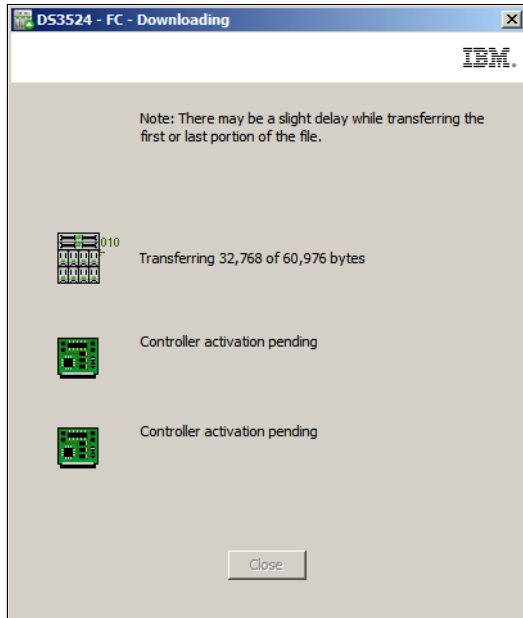 DS3524 - FC - Downloading
IBM.
Note: There may be a slight delay while transferring the
first or last portion of the file.
010
Transferring 32,768 of 60,976 bytes
Controller activation pending
Controller activation pending
Close